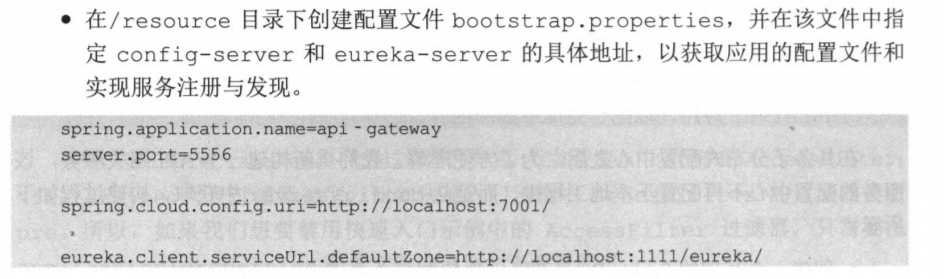 • 在/resource 目录下创建配置文件 bootstrap.properties，并在该文件中指
定 config-server 和 eureka-server 的具体地址，以获取应用的配置文件和
实现服务注册与发现。
spring.application.name=api-gateway
server.port=5556
spring.cloud.config.uri=http://localhost:7001/
eureka.client.serviceUrl.defaultZone=http://localhost:1111/eureka/